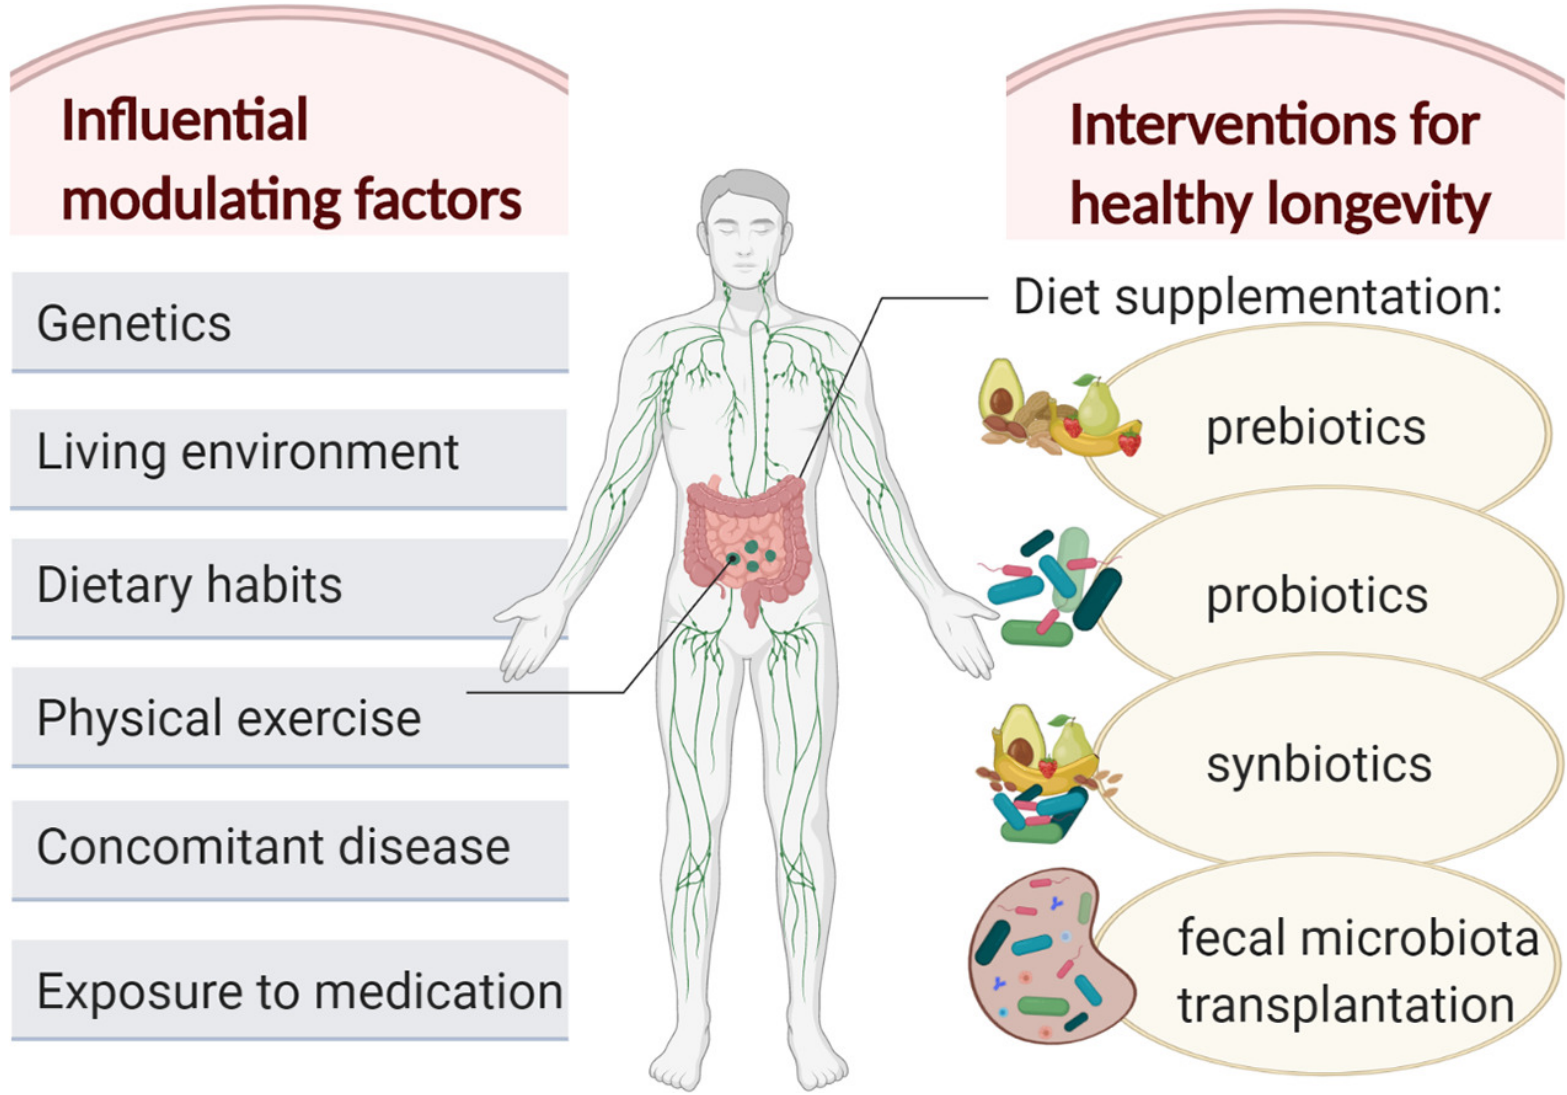 Influential
modulating factors
Genetics
Living environment
Dietary habits
Physical exercise
Concomitant disease
Exposure to medication
Interventions for
healthy longevity
Diet supplementation:
prebiotics
probiotics
synbiotics
fecal microbiota
transplantation